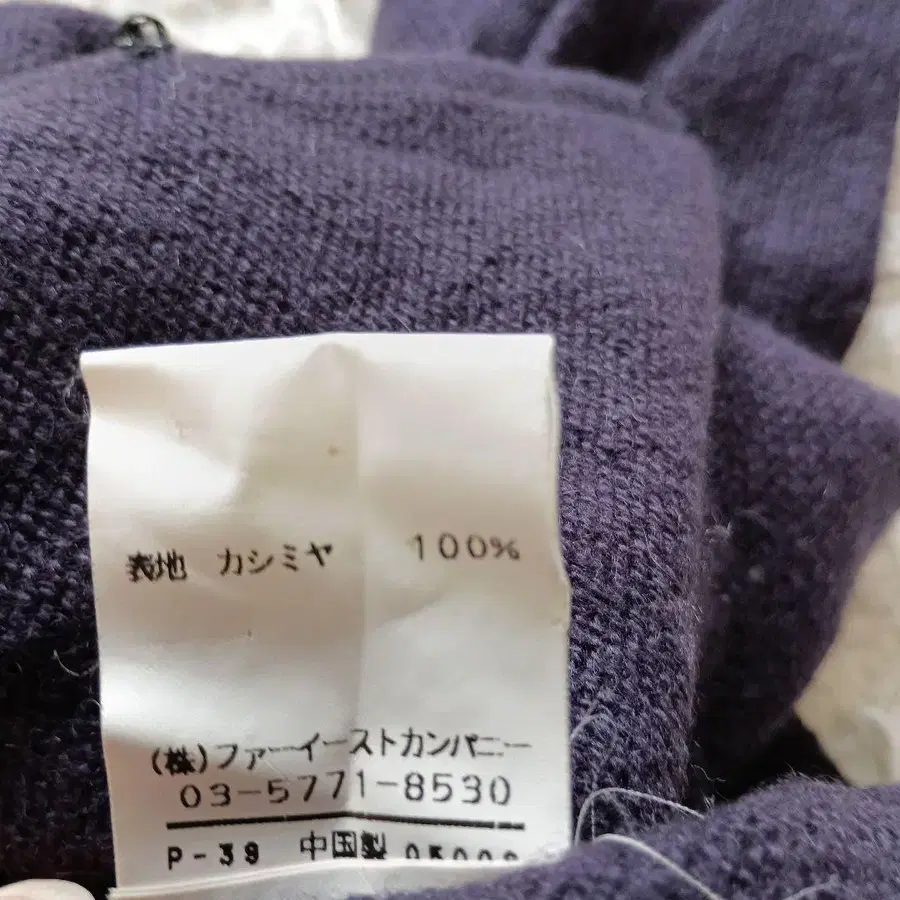 表地 カシミヤ 100%
(株)ファーイーストカンパニー
03-5771-8530
P-39 中国製